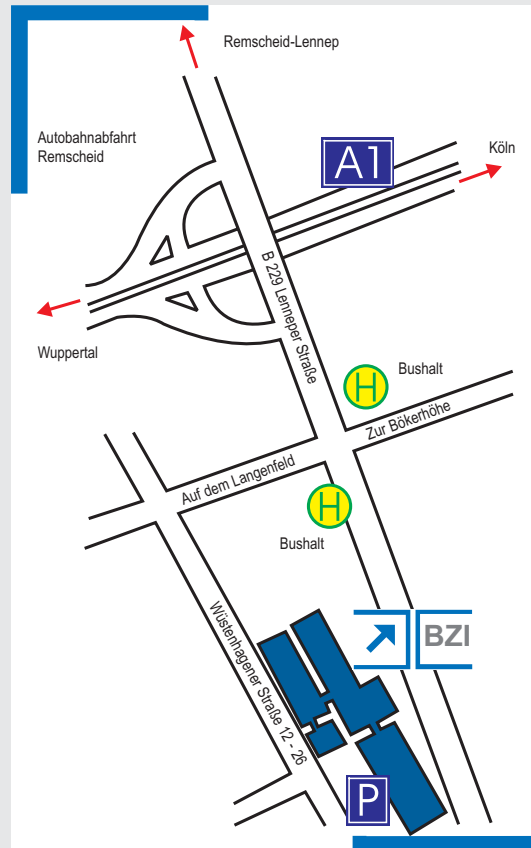 Remscheid-Lennep
Autobahnabfahrt
Remscheid
A1
Köln
B 229 Lenneper Straße
Wuppertal
H
Bushalt
Zur Bökerhöhe
Auf dem Langenfeld
H
Bushalt
Wüstenhagener Straße 12 - 26
BZI
P